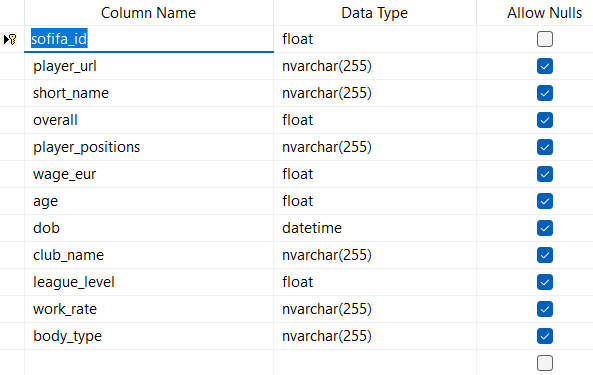 Column Name Data Type Allow Nulls
sofifa_id float
player_url nvarchar(255)
short_name nvarchar(255)
overall float
player_positions nvarchar(255)
wage_eur float
age float
dob datetime
club_name nvarchar(255)
league_level float
work_rate nvarchar(255)
body_type nvarchar(255)